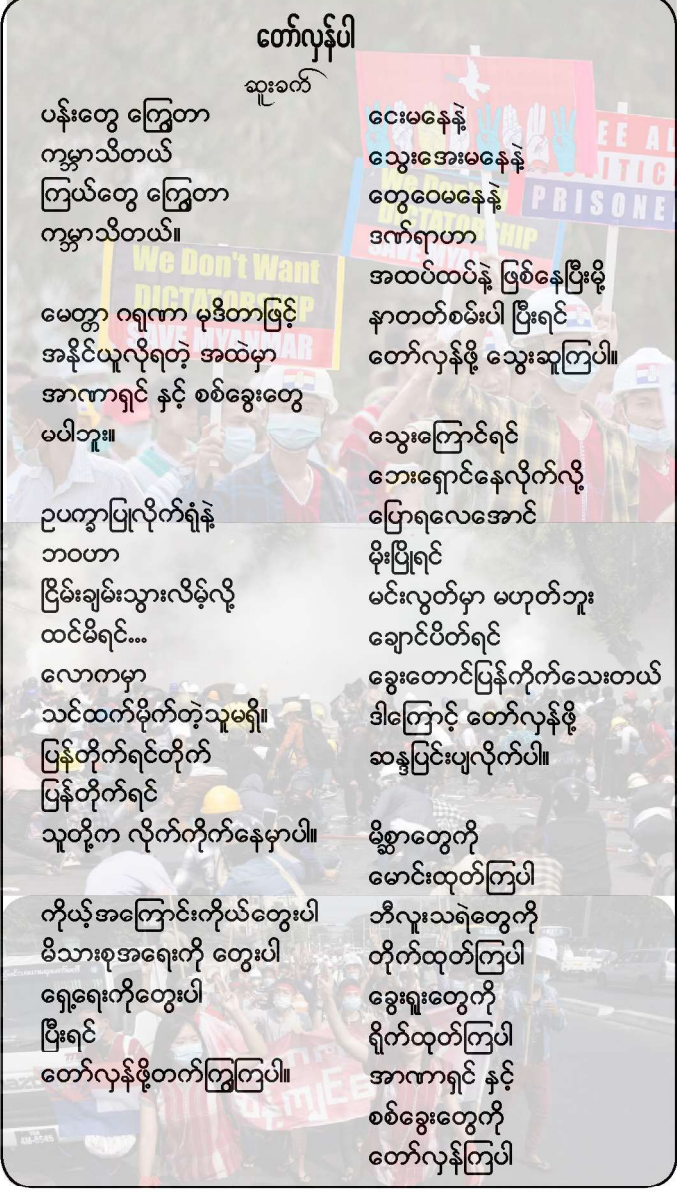 တော်လှန်ပါ
ဆူးခက်
ပန်းတွေ ကြွေတာ
ကမ္ဘာသိတယ်
ကြယ်တွေ ကြွေတာ
ကမ္ဘာသိတယ်။
မေတ္တာ ဂရုဏာ မုဒိတာဖြင့်
အနိုင်ယူလိုရတဲ့ အထဲမှာ
အာဏာရှင် နှင့် စစ်ခွေးတွေ
မပါဘူး။
ဥပက္ခာပြုလိုက်ရုံနဲ့
ဘဝဟာ
ငြိမ်းချမ်းသွားလိမ့်လို့
ထင်မိရင်...
လောကမှာ
သင်ထက်မိုက်တဲ့သူမရှိ။
ပြန်တိုက်ရင်တိုက်
ပြန်တိုက်ရင်
သူတို့က လိုက်ကိုက်နေမှာပါ။
ကိုယ့်အကြောင်းကိုယ်တွေးပါ
မိသားစုအရေးကို တွေးပါ
ရှေ့ရေးကိုတွေးပါ
ပြီးရင်
တော်လှန်ဖို့တက်ကြွကြပါ။
ငေးမနေနဲ့
သွေးအေးမနေနဲ့
တွေဝေမနေနဲ့
ဒဏ်ရာဟာ
အထပ်ထပ်နဲ့ ဖြစ်နေပြီးမို့
နာတတ်စမ်းပါ ပြီးရင်
တော်လှန်ဖို့ သွေးဆူကြပါ။
သွေးကြောင်ရင်
ဘေးရှောင်နေလိုက်လို့
ပြောရလေအောင်
မိုးပြိုရင်
မင်းလွတ်မှာ မဟုတ်ဘူး
ချောင်ပိတ်ရင်
ခွေးတောင်ပြန်ကိုက်သေးတယ်
ဒါကြောင့် တော်လှန်ဖို့
ဆန္ဒပြင်းပျလိုက်ပါ။
မိစ္ဆာတွေကို
မောင်းထုတ်ကြပါ
ဘီလူးသရဲတွေကို
တိုက်ထုတ်ကြပါ
ခွေးရူးတွေကို
ရိုက်ထုတ်ကြပါ
အာဏာရှင် နှင့်
စစ်ခွေးတွေကို
တော်လှန်ကြပါ
We Don't Want
DICTATORSHIP
SAVE MYANMAR
We Don't
DICTATORSHIP
SAVE MYAN
EE AL
ITIC
PRISONE